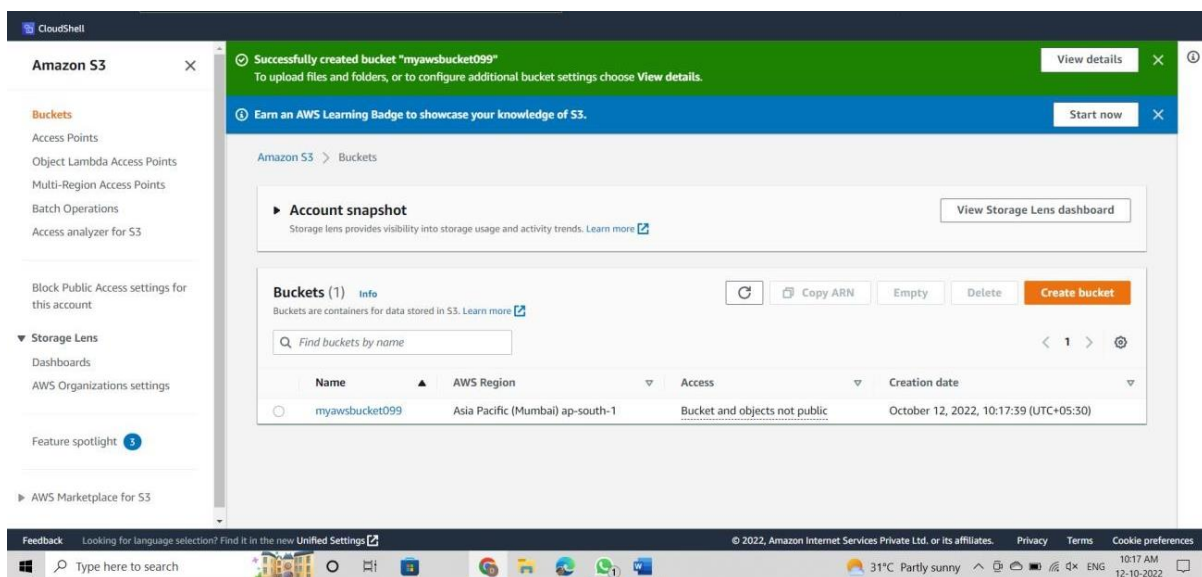 CloudShell
Amazon S3
Buckets
Access Points
Object Lambda Access Points
Multi-Region Access Points
Batch Operations
Access analyzer for S3
Block Public Access settings for
this account
Storage Lens
Dashboards
AWS Organizations settings
Feature spotlight 3
AWS Marketplace for S3
Successfully created bucket "myawsbucket099"
To upload files and folders, or to configure additional bucket settings choose View details.
View details
Earn an AWS Learning Badge to showcase your knowledge of S3.
Start now
Amazon S3 > Buckets
Account snapshot
Storage lens provides visibility into storage usage and activity trends. Learn more
View Storage Lens dashboard
Buckets (1) Info
Buckets are containers for data stored in S3. Learn more
Copy ARN Empty Delete Create bucket
Find buckets by name
< 1 >
Name AWS Region Access Creation date
myawsbucket099 Asia Pacific (Mumbai) ap-south-1 Bucket and objects not public October 12, 2022, 10:17:39 (UTC+05:30)
Feedback Looking for language selection? Find it in the new Unified Settings © 2022, Amazon Internet Services Private Ltd. or its affiliates. Privacy Terms Cookie preferences
Type here to search 1 31°C Partly sunny ENG 10:17 AM
12-10-2022